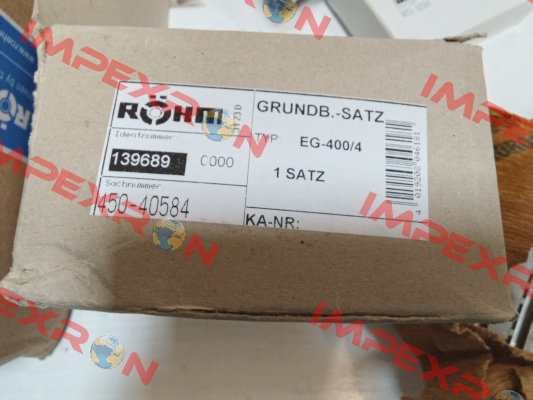 RÖHM
Identnummer
139689 C000
Sachnummer
450-40584
GRUNDB.-SATZ
TYP: EG-400/4
1 SATZ
KA-NR:
IMPEXRON
IMPEXRON
IMPEXRON
IMPEXRON